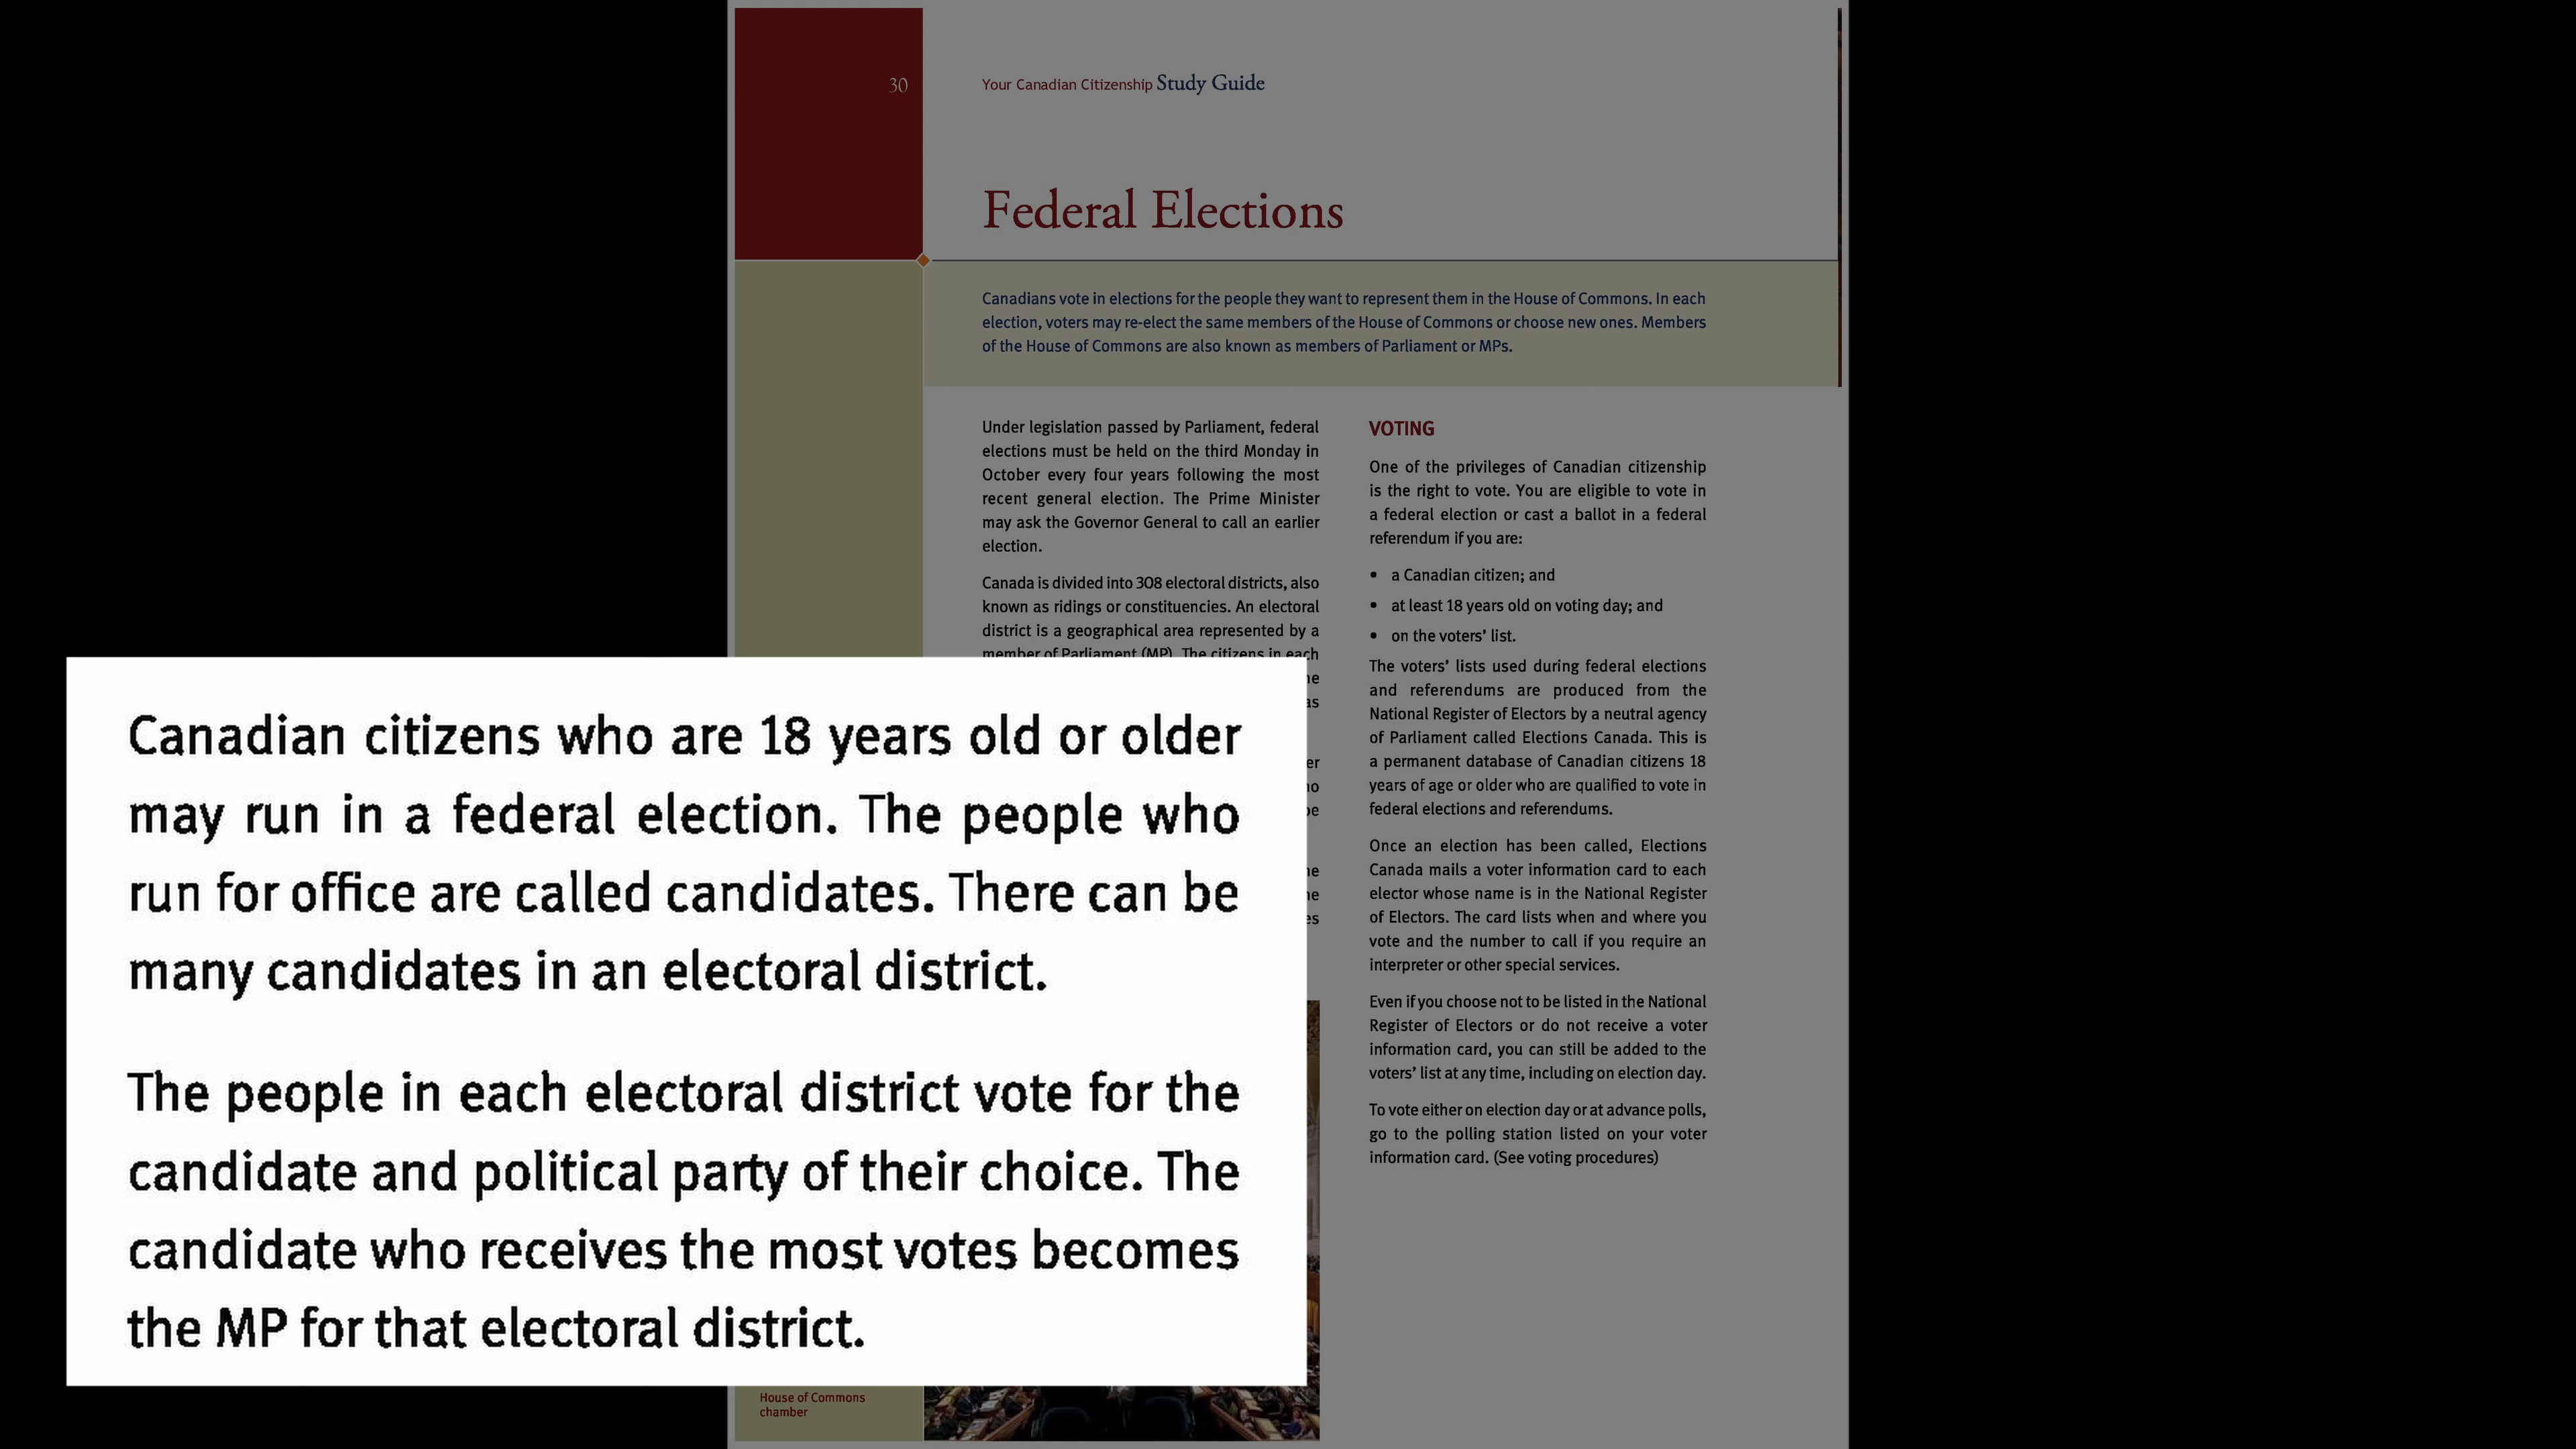 30
Your Canadian Citizenship Study Guide
Federal Elections
Canadians vote in elections for the people they want to represent them in the House of Commons. In each
election, voters may re-elect the same members of the House of Commons or choose new ones. Members
of the House of Commons are also known as members of Parliament or MPs.
Under legislation passed by Parliament, federal
elections must be held on the third Monday in
October every four years following the most
recent general election. The Prime Minister
may ask the Governor General to call an earlier
election.
Canada is divided into 308 electoral districts, also
known as ridings or constituencies. An electoral
district is a geographical area represented by a
member of Parliament (MP). The citizens in each
Canadian citizens who are 18 years old or older
may run in a federal election. The people who
run for office are called candidates. There can be
many candidates in an electoral district.
The people in each electoral district vote for the
candidate and political party of their choice. The
candidate who receives the most votes becomes
the MP for that electoral district.
House of Commons
chamber
VOTING
One of the privileges of Canadian citizenship
is the right to vote. You are eligible to vote in
a federal election or cast a ballot in a federal
referendum if you are:
• a Canadian citizen; and
• at least 18 years old on voting day; and
• on the voters' list.
The voters' lists used during federal elections
and referendums are produced from the
National Register of Electors by a neutral agency
of Parliament called Elections Canada. This is
a permanent database of Canadian citizens 18
years of age or older who are qualified to vote in
federal elections and referendums.
Once an election has been called, Elections
Canada mails a voter information card to each
elector whose name is in the National Register
of Electors. The card lists when and where you
vote and the number to call if you require an
interpreter or other special services.
Even if you choose not to be listed in the National
Register of Electors or do not receive a voter
information card, you can still be added to the
voters' list at any time, including on election day.
To vote either on election day or at advance polls,
go to the polling station listed on your voter
information card. (See voting procedures)